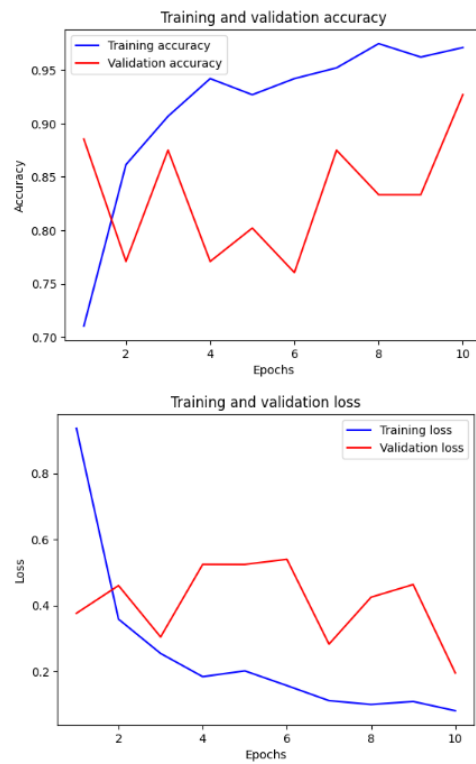 Training and validation accuracy
Training accuracy
Validation accuracy
0.95
0.90
0.85
0.80
0.75
0.70
Accuracy
2 4 6 8 10
Epochs
Training and validation loss
Training loss
Validation loss
0.8
0.6
0.4
0.2
Loss
2 4 6 8 10
Epochs